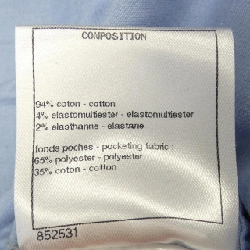 COMPOSITION
94% coton - cotton
4% elastomultiester - elastomultiester
2% elasthanne - elastane
fonds poches - pocketing fabric :
65% polyester - polyester
35% coton - cotton
852531